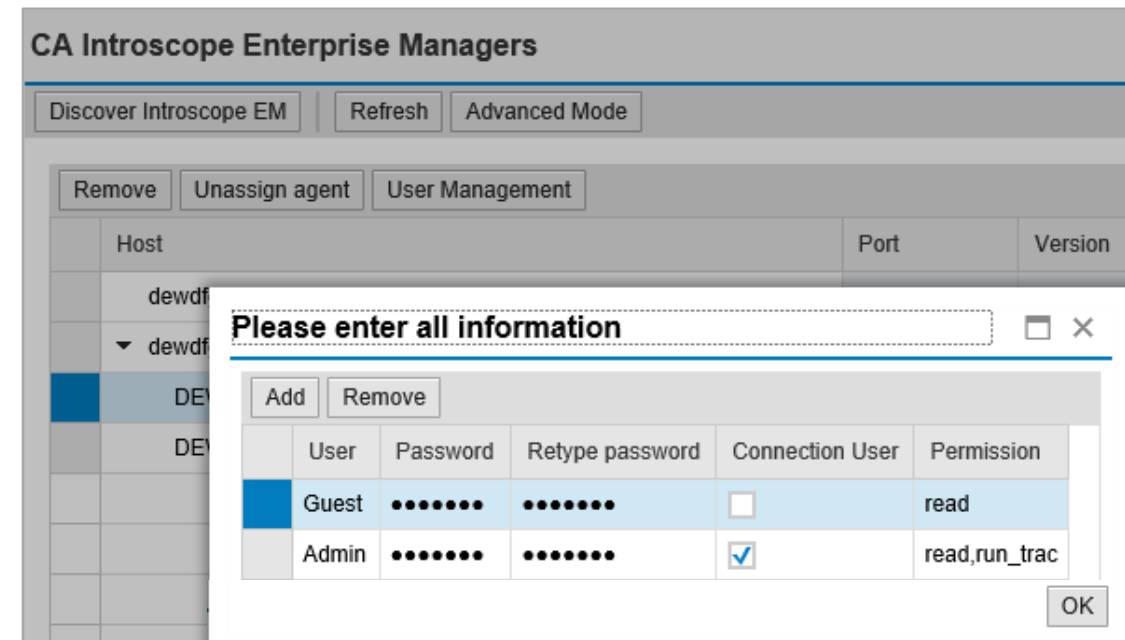 CA Introscope Enterprise Managers
Discover Introscope EM Refresh Advanced Mode
Remove Unassign agent User Management
Host Port Version
Please enter all information
Add Remove
User Password Retype password Connection User Permission
Guest ••••••• ••••••• read
Admin ••••••• ••••••• read,run_trac
OK